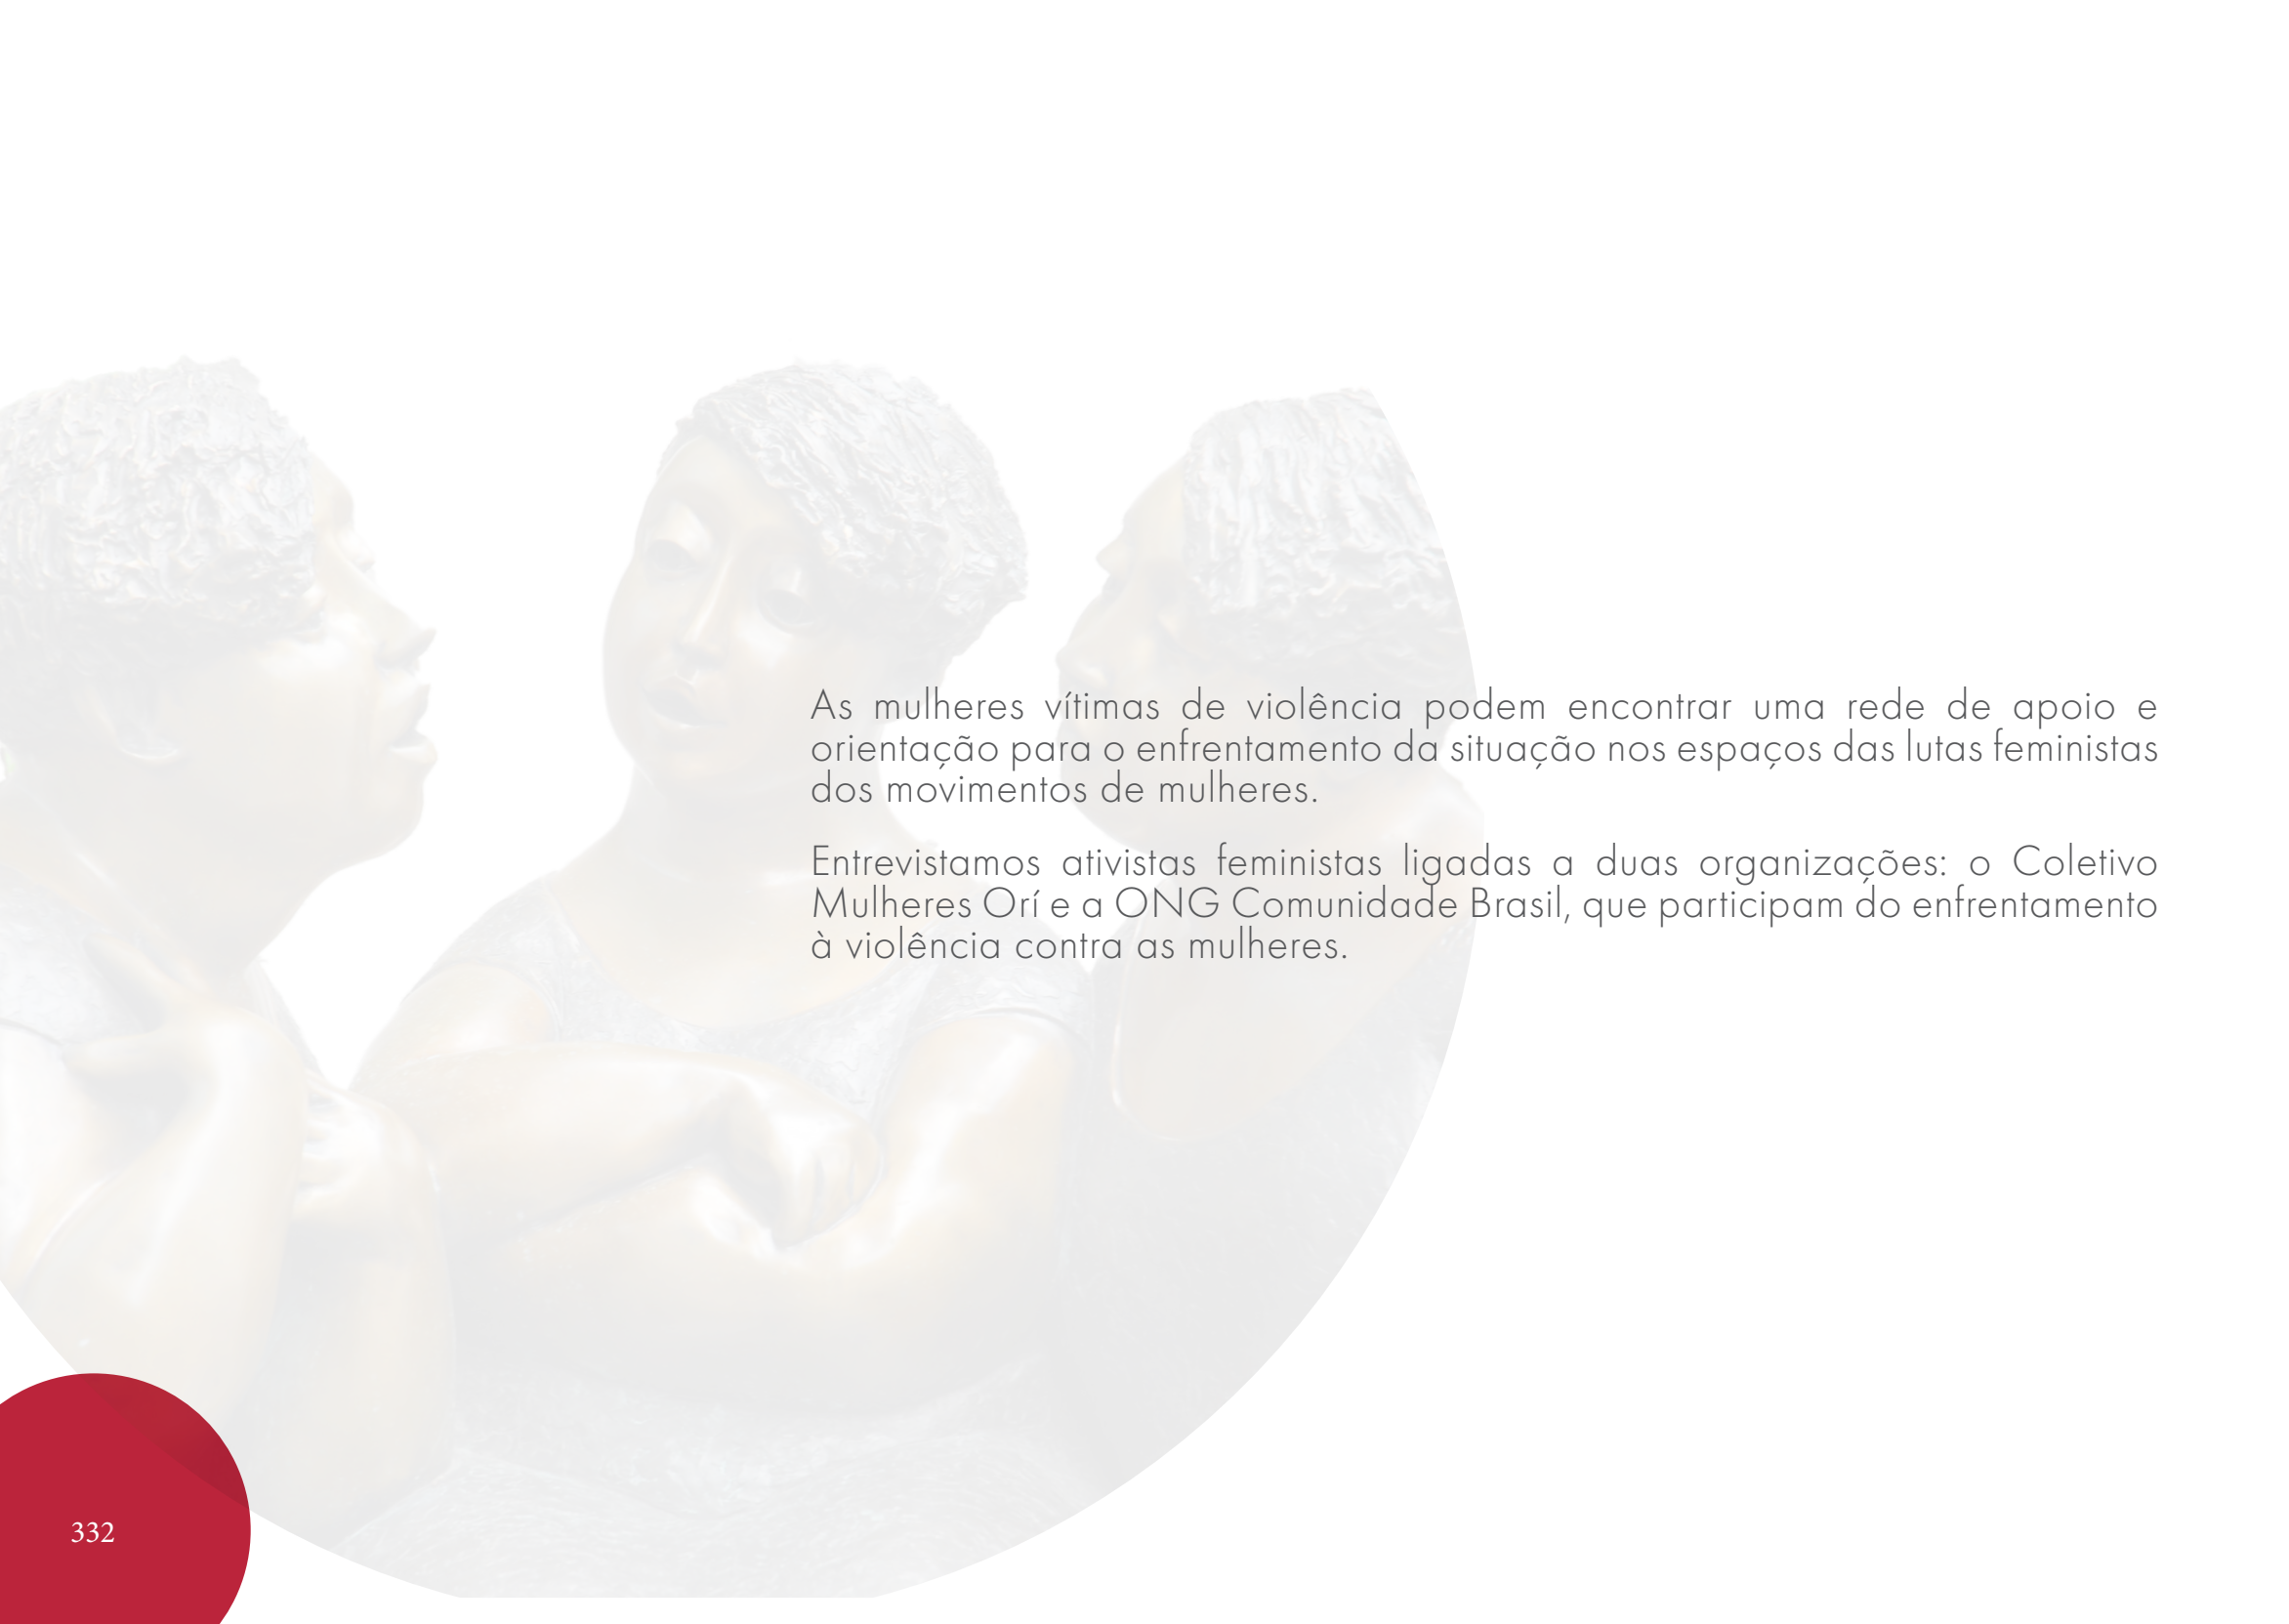 As mulheres vítimas de violência podem encontrar uma rede de apoio e
orientação para o enfrentamento da situação nos espaços das lutas feministas
dos movimentos de mulheres.
Entrevistamos ativistas feministas ligadas a duas organizações: o Coletivo
Mulheres Orí e a ONG Comunidade Brasil, que participam do enfrentamento
à violência contra as mulheres.
332